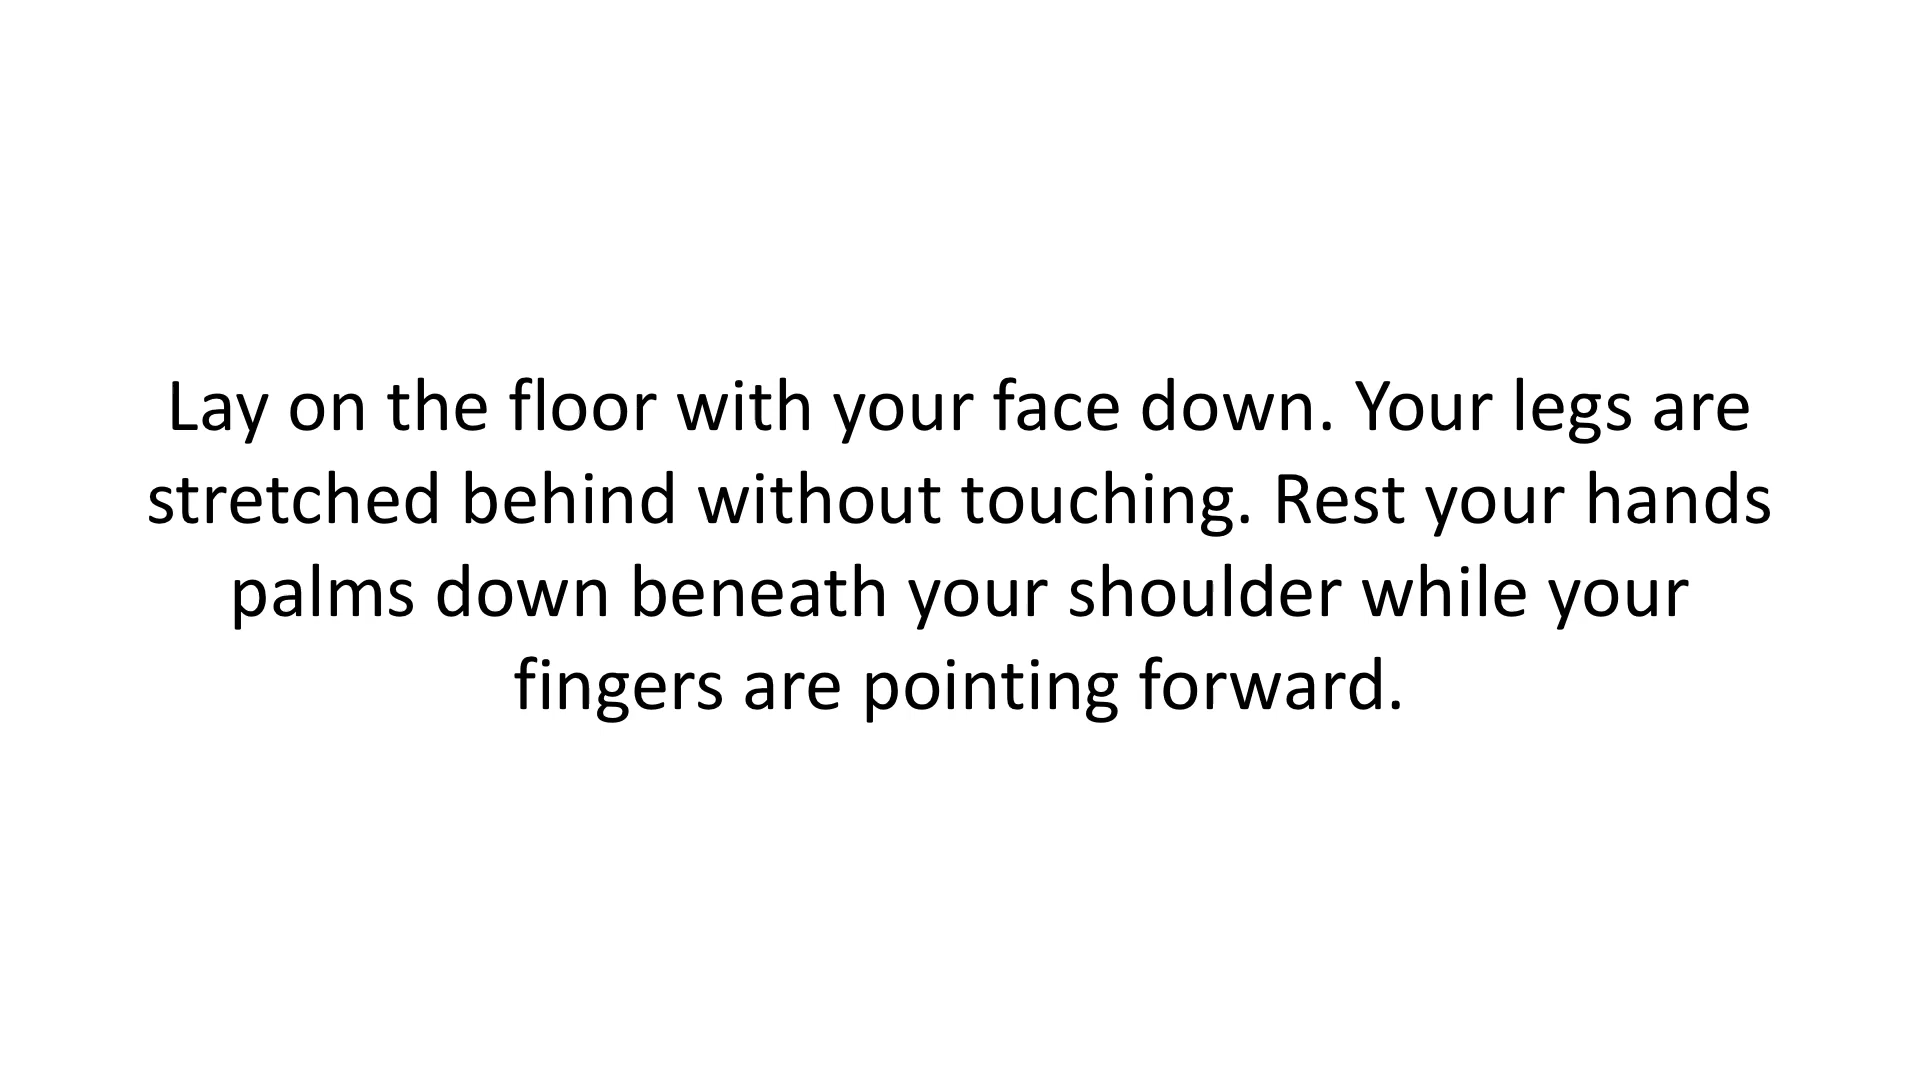 Lay on the floor with your face down. Your legs are
stretched behind without touching. Rest your hands
palms down beneath your shoulder while your
fingers are pointing forward.